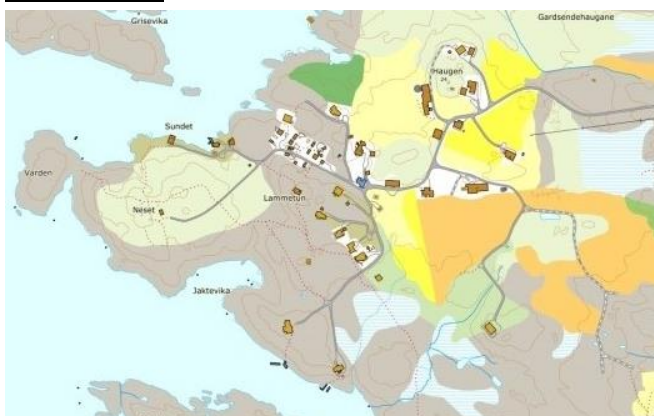 Grisevika
Gardsendehaugane
Haugen
Sundet
Varden
Neset
Lammetun
Jaktevika